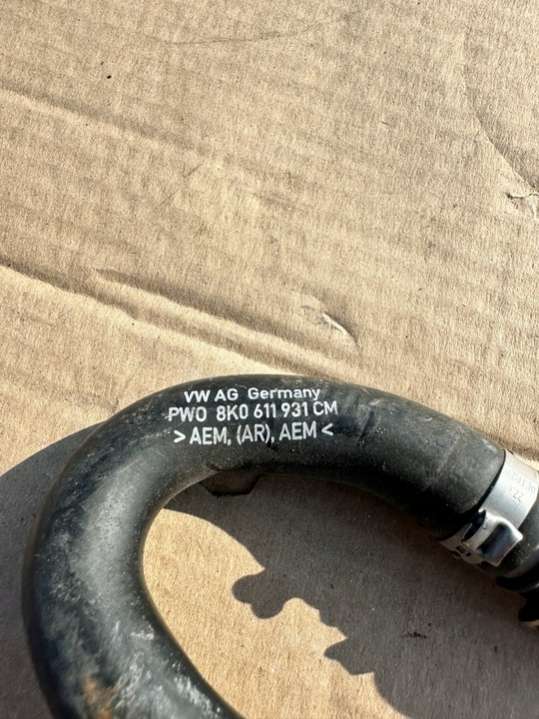 VW AG Germany
PWO 8K0 611 931 CM
> AEM, (AR), AEM <